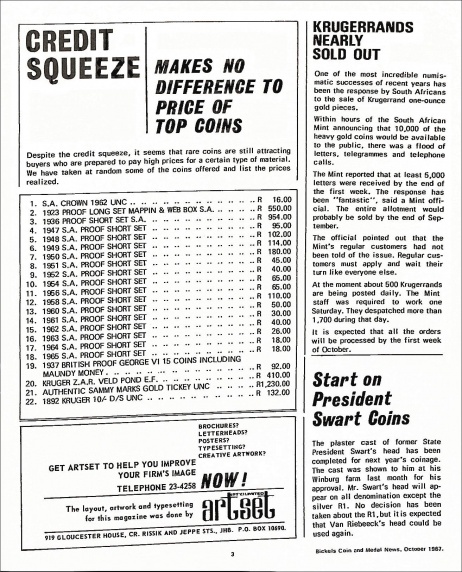 CREDIT
SQUEEZE
MAKES NO
DIFFERENCE TO
PRICE OF
TOP COINS
Despite the credit squeeze, it seems that rare coins are still attracting
buyers who are prepared to pay high prices for a certain type of material.
We have taken at random some of the coins offered and list the prices
realized.
1. S.A. CROWN 1962 UNC .. .. .. .. .. .. .. .. .. R 16.00
2. 1923 PROOF LONG SET MAPPIN & WEB BOX S.A. .. .. .. .. R 550.00
3. 1936 PROOF SHORT SET S.A. .. .. .. .. .. .. .. R 954.00
4. 1947 S.A. PROOF SHORT SET .. .. .. .. .. .. .. R 95.00
5. 1948 S.A. PROOF SHORT SET .. .. .. .. .. .. .. R 102.00
6. 1949 S.A. PROOF SHORT SET .. .. .. .. .. .. .. R 114.00
7. 1950 S.A. PROOF SHORT SET .. .. .. .. .. .. .. R 180.00
8. 1951 S.A. PROOF SHORT SET .. .. .. .. .. .. .. R 45.00
9. 1952 S.A. PROOF SHORT SET .. .. .. .. .. .. .. R 40.00
10. 1954 S.A. PROOF SHORT SET .. .. .. .. .. .. .. R 65.00
11. 1956 S.A. PROOF SHORT SET .. .. .. .. .. .. .. R 65.00
12. 1958 S.A. PROOF SHORT SET .. .. .. .. .. .. .. R 110.00
13. 1960 S.A. PROOF SHORT SET .. .. .. .. .. .. .. R 50.00
14. 1961 S.A. PROOF SHORT SET .. .. .. .. .. .. .. R 30.00
15. 1962 S.A. PROOF SHORT SET .. .. .. .. .. .. .. R 40.00
16. 1963 S.A. PROOF SHORT SET .. .. .. .. .. .. .. R 26.00
17. 1964 S.A. PROOF SHORT SET .. .. .. .. .. .. .. R 18.00
18. 1965 S.A. PROOF SHORT SET .. .. .. .. .. .. .. R 18.00
19. 1937 BRITISH PROOF GEORGE VI 15 COINS INCLUDING
MAUNDY MONEY .. .. .. .. .. .. .. .. .. R 92.00
20. KRUGER Z.A.R. VELD POND E.F. .. .. .. .. .. .. R 410.00
21. AUTHENTIC SAMMY MARKS GOLD TICKEY UNC .. .. .. .. R1,230.00
22. 1892 KRUGER 10/- D/S UNC .. .. .. .. .. .. .. R 132.00
BROCHURES?
LETTERHEADS?
POSTERS?
TYPESETTING?
CREATIVE ARTWORK?
GET ARTSET TO HELP YOU IMPROVE
YOUR FIRM'S IMAGE
TELEPHONE 23-4258 NOW!
The layout, artwork and typesetting
for this magazine was done by
artset
(PTY) LIMITED
919 GLOUCESTER HOUSE, CR. RISSIK AND JEPPE STS., JHB. P.O. BOX 10690.
KRUGERRANDS
NEARLY
SOLD OUT
One of the most incredible numis-
matic successes of recent years has
been the response by South Africans
to the sale of Krugerrand one-ounce
gold pieces.
Within hours of the South African
Mint announcing that 10,000 of the
heavy gold coins would be available
to the public, there was a flood of
letters, telegrammes and telephone
calls.
The Mint reported that at least 5,000
letters were received by the end of
the first week. The response has
been "fantastic", said a Mint offi-
cial. The entire allotment would
probably be sold by the end of Sep-
tember.
The official pointed out that the
Mint's regular customers had not
been told of the issue. Regular cus-
tomers must apply and wait their
turn like everyone else.
At the moment about 500 Krugerrands
are being posted daily. The Mint
staff was required to work one
Saturday. They despatched more than
1,700 during that day.
It is expected that all the orders
will be processed by the first week
of October.
Start on
President
Swart Coins
The plaster cast of former State
President Swart's head has been
completed for next year's coinage.
The cast was shown to him at his
Winburg farm last month for his
approval. Mr. Swart's head will ap-
pear on all denomination except the
silver R1. No decision has been
taken about the R1, but it is expected
that Van Riebeeck's head could be
used again.
3
Bickels Coin and Medal News, October 1967.